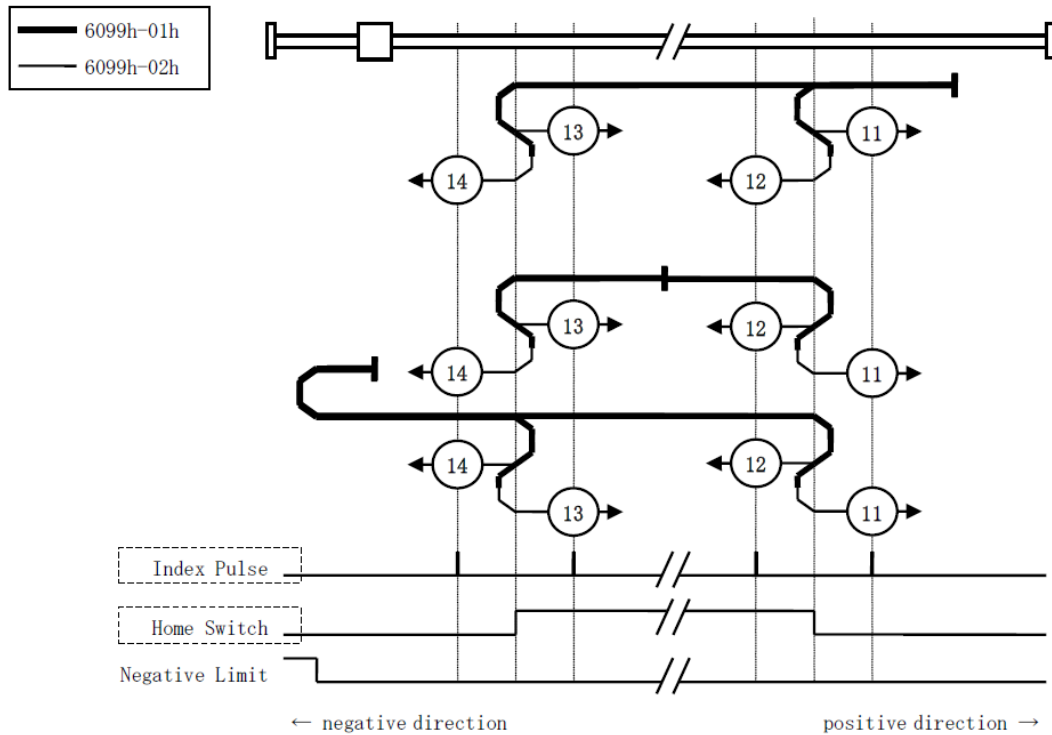 6099h-01h
6099h-02h
13
11
14
12
13
12
14
11
14
12
13
11
Index Pulse
Home Switch
Negative Limit
← negative direction
positive direction →